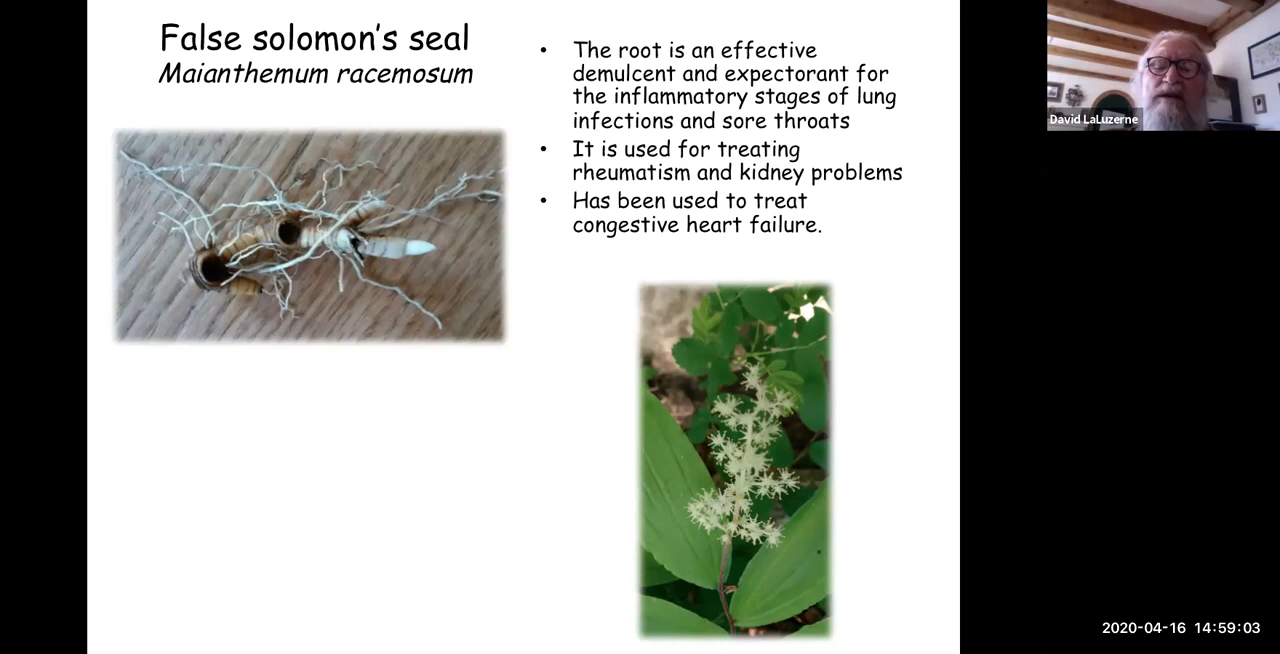 False solomon's seal
Maianthemum racemosum
• The root is an effective
demulcent and expectorant for
the inflammatory stages of lung
infections and sore throats
• It is used for treating
rheumatism and kidney problems
• Has been used to treat
congestive heart failure.
David LaLuzerne
2020-04-16 14:59:03